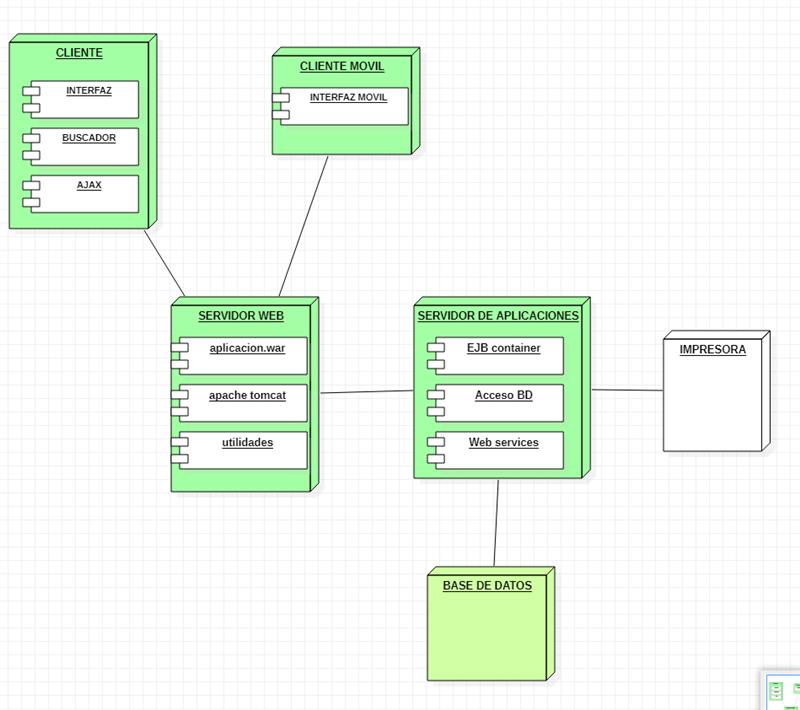 CLIENTE
INTERFAZ
BUSCADOR
AJAX
CLIENTE MOVIL
INTERFAZ MOVIL
SERVIDOR WEB
aplicacion.war
apache tomcat
utilidades
SERVIDOR DE APLICACIONES
EJB container
Acceso BD
Web services
IMPRESORA
BASE DE DATOS